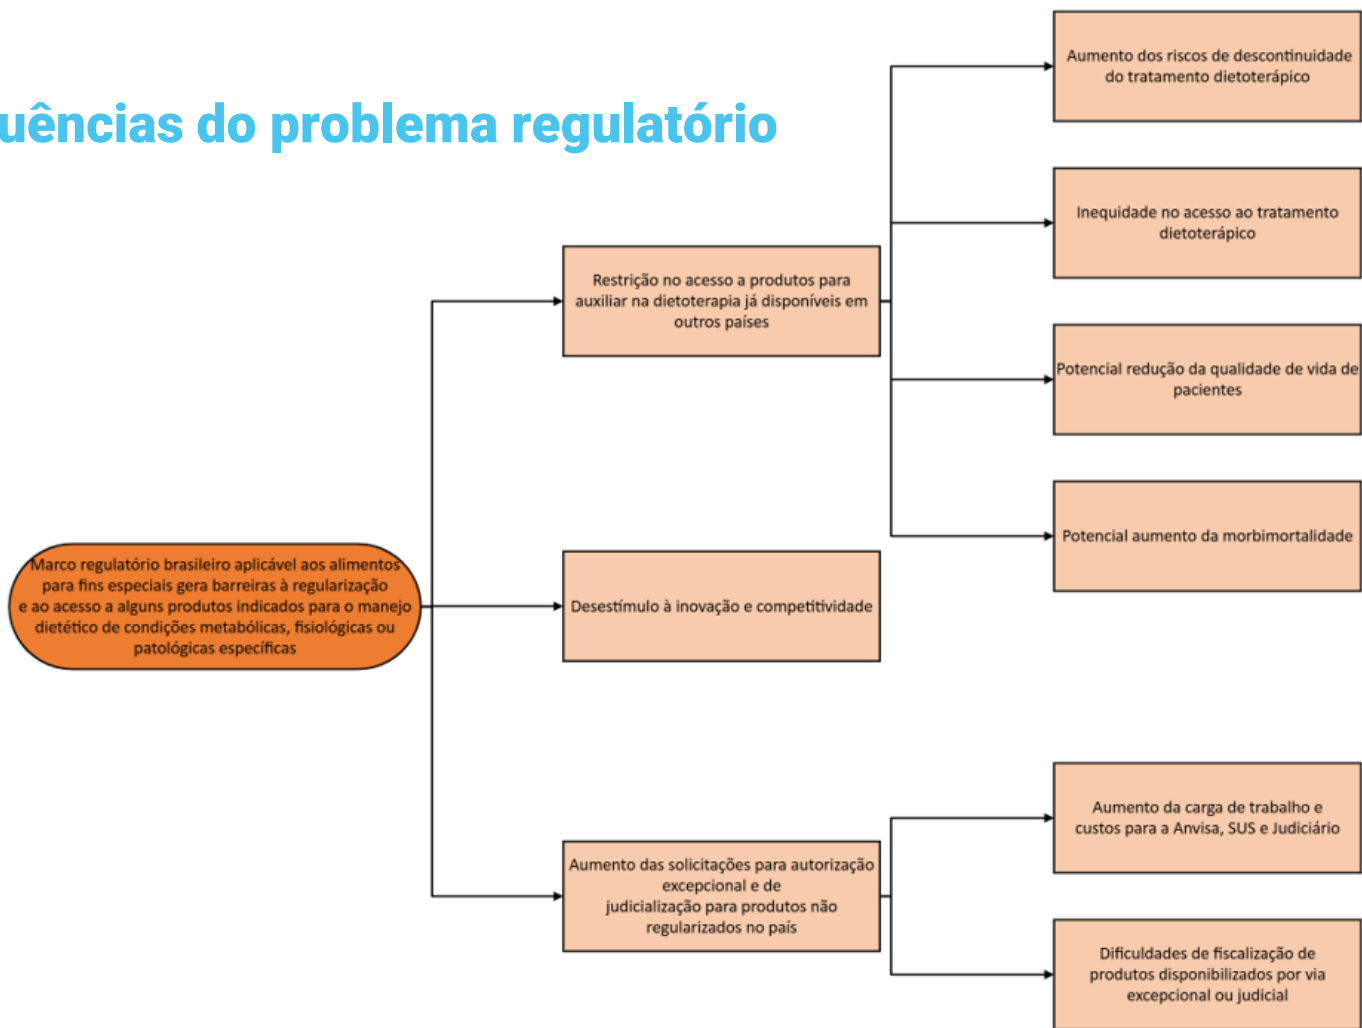 uências do problema regulatório
Aumento dos riscos de descontinuidade
do tratamento dietoterápico
Inequidade no acesso ao tratamento
dietoterápico
Restrição no acesso a produtos para
auxiliar na dietoterapia já disponíveis em
outros países
Potencial redução da qualidade de vida de
pacientes
Potencial aumento da morbimortalidade
Marco regulatório brasileiro aplicável aos alimentos
para fins especiais gera barreiras à regularização
e ao acesso a alguns produtos indicados para o manejo
dietético de condições metabólicas, fisiológicas ou
patológicas específicas
Desestímulo à inovação e competitividade
Aumento das solicitações para autorização
excepcional e de
judicialização para produtos não
regularizados no país
Aumento da carga de trabalho e
custos para a Anvisa, SUS e Judiciário
Dificuldades de fiscalização de
produtos disponibilizados por via
excepcional ou judicial